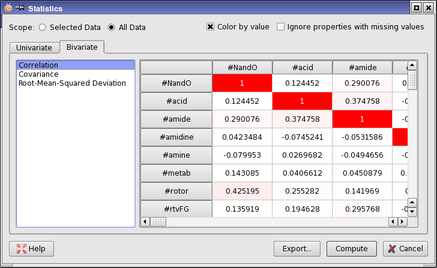 Statistics
Scope: Selected Data All Data Color by value Ignore properties with missing values
Univariate Bivariate
Correlation
Covariance
Root-Mean-Squared Deviation
#NandO #acid #amide
#NandO 1 0.124452 0.290076 0.
#acid 0.124452 1 0.374758 -0
#amide 0.290076 0.374758 1 -0
#amidine 0.0423484 -0.0745241 -0.0531586
#amine -0.079953 0.0269682 -0.0494656 -0
#metab 0.143085 0.0406612 0.0450879 0.
#rotor 0.425195 0.255282 0.141969 0
#rtvFG 0.135919 0.194628 0.295768 -0
Help Export... Compute Cancel